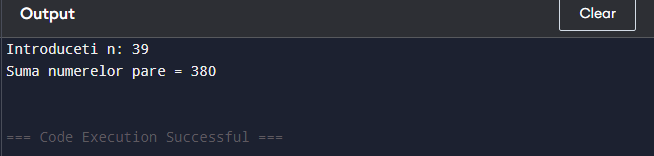 Output
Clear
Introduceti n: 39
Suma numerelor pare = 380
=== Code Execution Successful ===